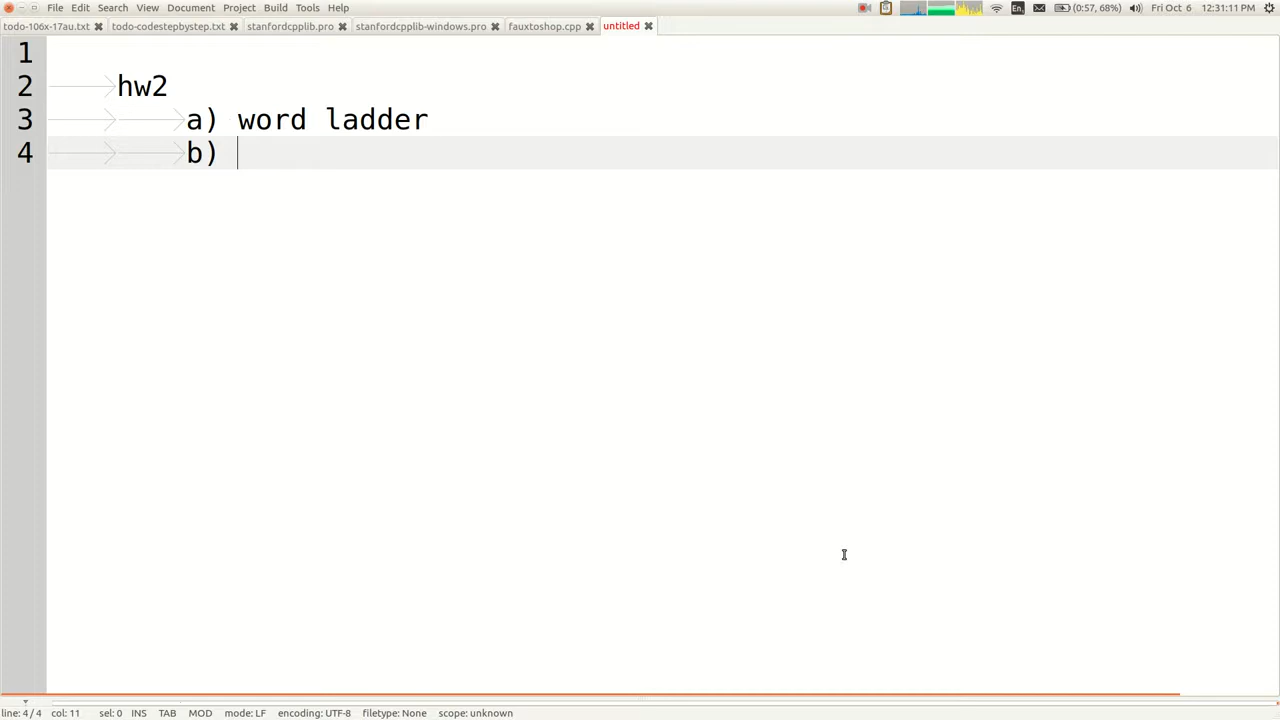 File Edit Search View Document Project Build Tools Help En (0:57, 68%) Fri Oct 6 12:31:11 PM
todo-106x-17au.txt todo-codestepbystep.txt stanfordcpplib.pro stanfordcpplib-windows.pro fauxtoshop.cpp untitled
1
2 hw2
3 a) word ladder
4 b)
line: 4/4 col: 11 sel: 0 INS TAB MOD mode: LF encoding: UTF-8 filetype: None scope: unknown